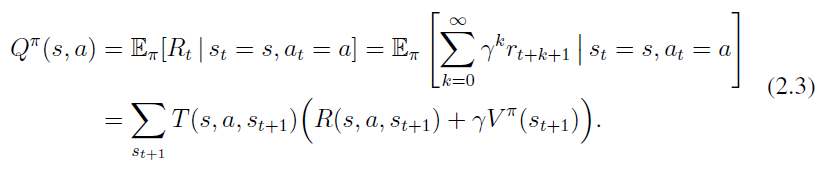 Q^π(s, a) = 𝔼_π[R_t | s_t = s, a_t = a] = 𝔼_π [ ∑_{k=0}^{∞} γ^k r_{t+k+1} | s_t = s, a_t = a ]
(2.3)
= ∑_{s_{t+1}} T(s, a, s_{t+1}) ( R(s, a, s_{t+1}) + γV^π(s_{t+1}) ).